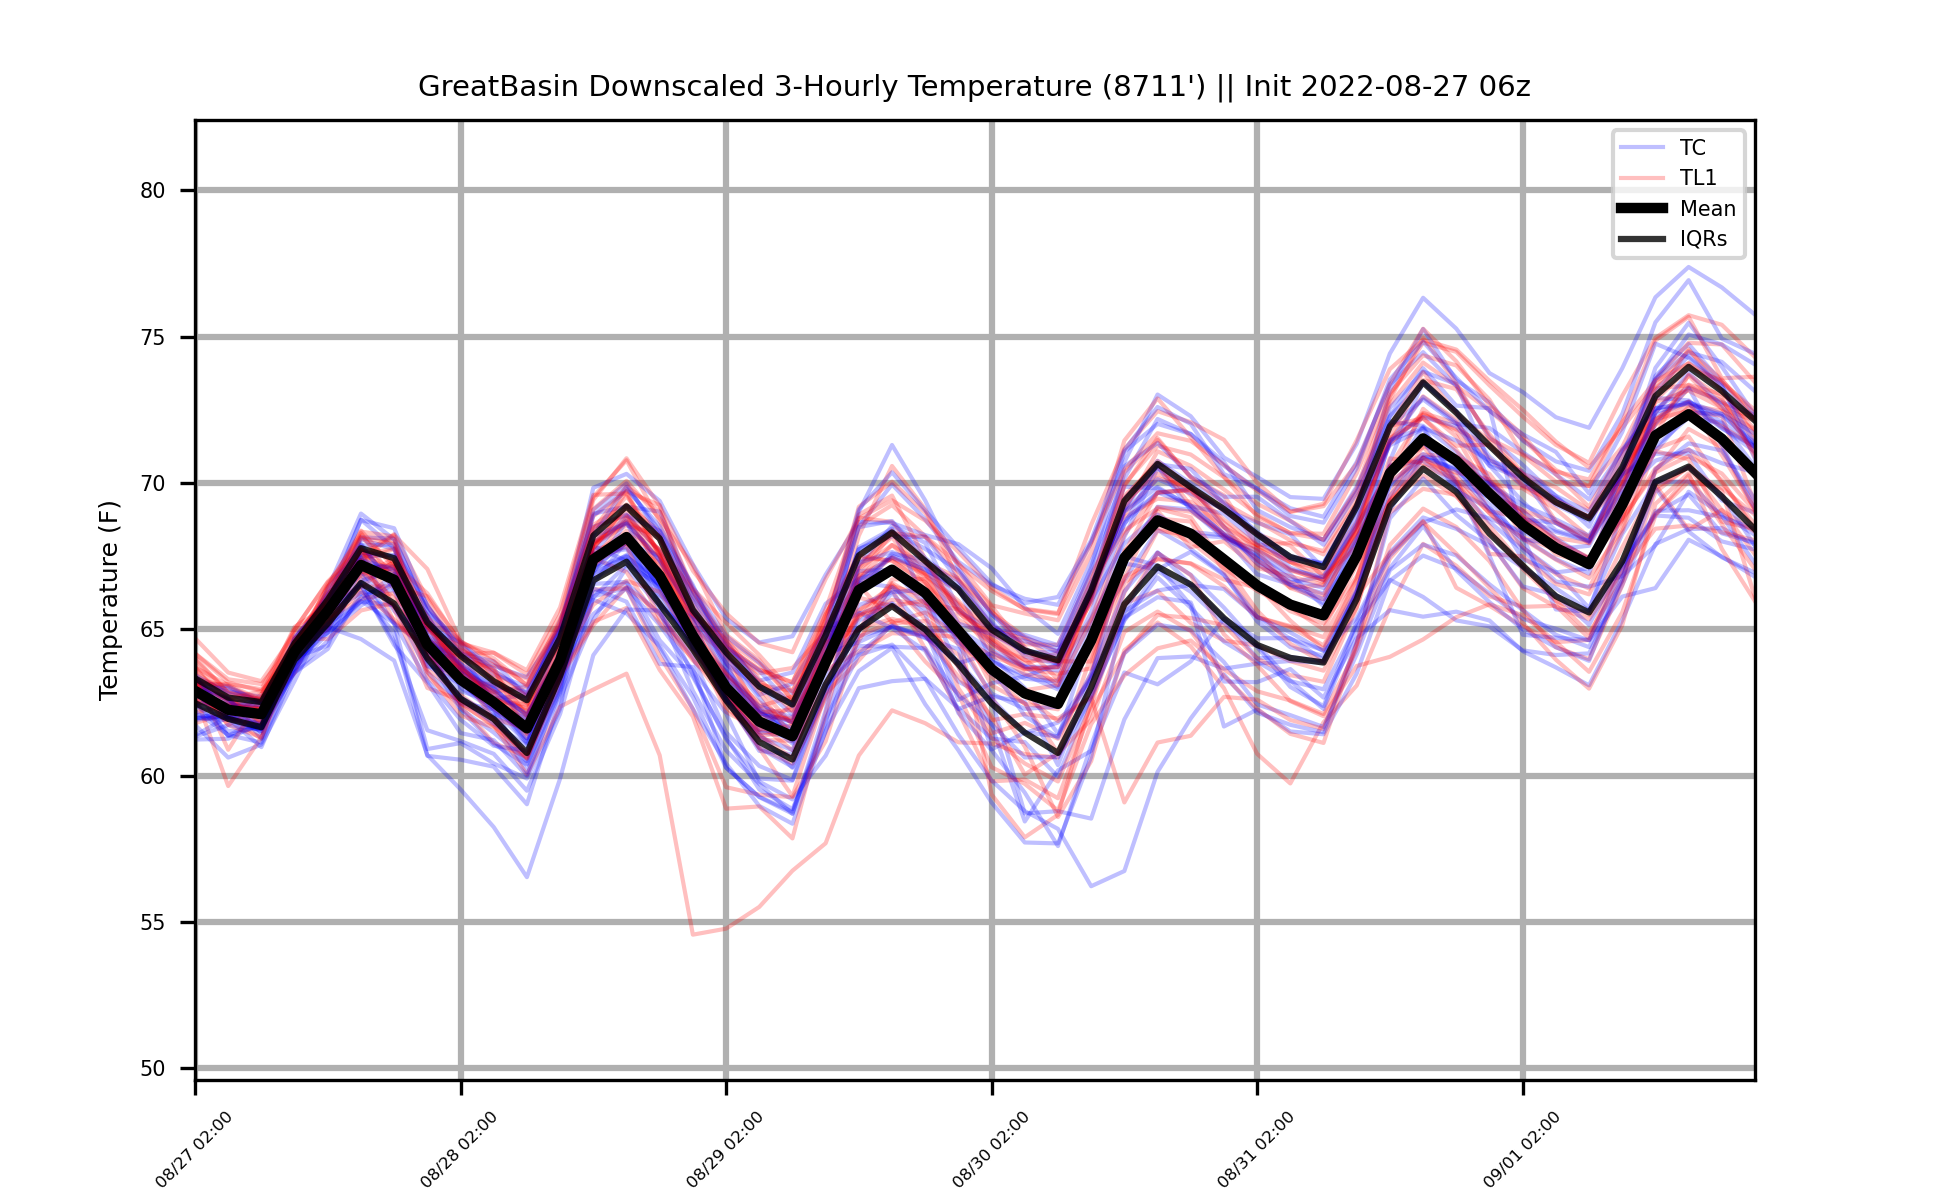 GreatBasin Downscaled 3-Hourly Temperature (8711') || Init 2022-08-27 06z
TC
TL1
Mean
IQRs
Temperature (F)
80
75
70
65
60
55
50
08/27 02:00
08/28 02:00
08/29 02:00
08/30 02:00
08/31 02:00
09/01 02:00